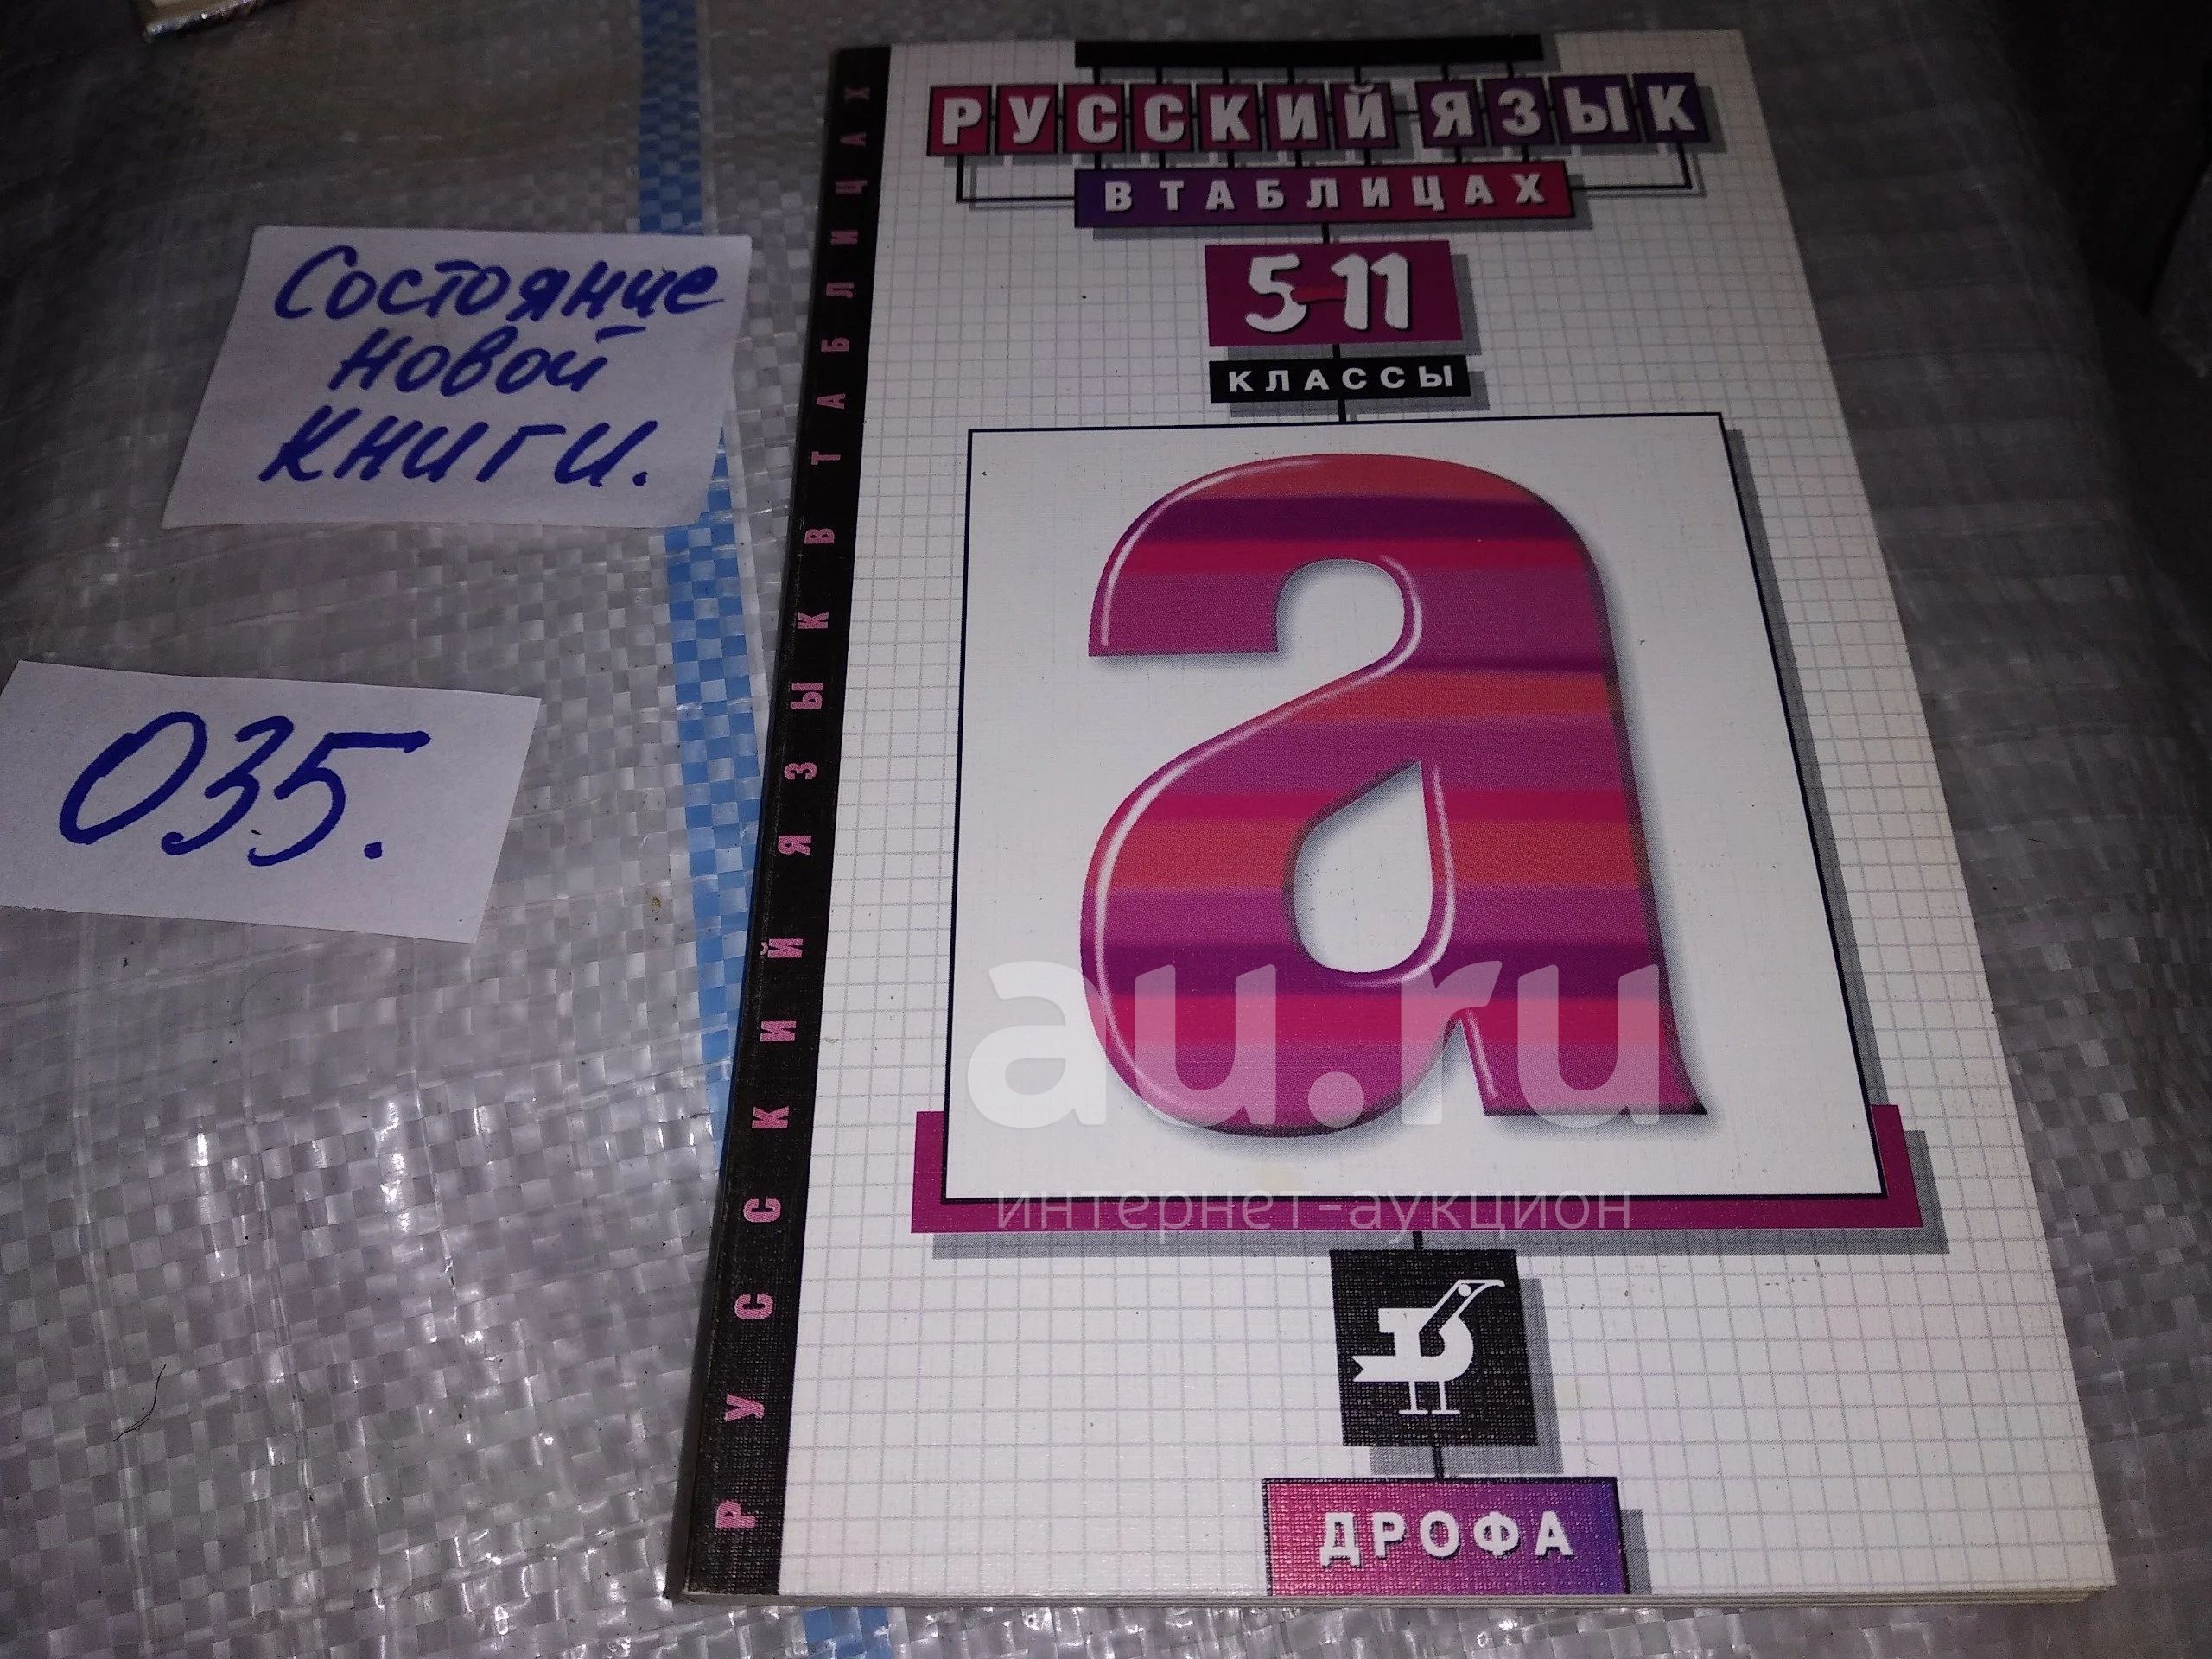 Состояние
новой
книги.
035.
РУССКИЙ ЯЗЫК В ТАБЛИЦАХ
РУССКИЙ ЯЗЫК
В ТАБЛИЦАХ
5-11
КЛАССЫ
а
au.ru
интернет-аукцион
ДРОФА